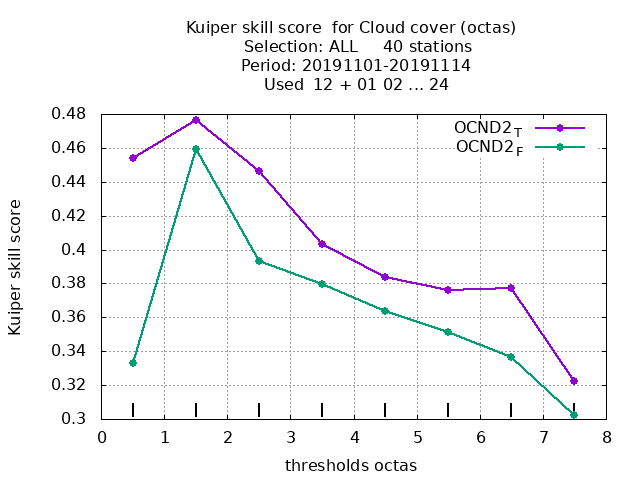 Kuiper skill score  for Cloud cover (octas)
Selection: ALL     40 stations
Period: 20191101-20191114
Used  12 + 01 02 ... 24
OCND2_T
OCND2_F
Kuiper skill score
0.48
0.46
0.44
0.42
0.4
0.38
0.36
0.34
0.32
0.3
0 1 2 3 4 5 6 7 8
thresholds octas